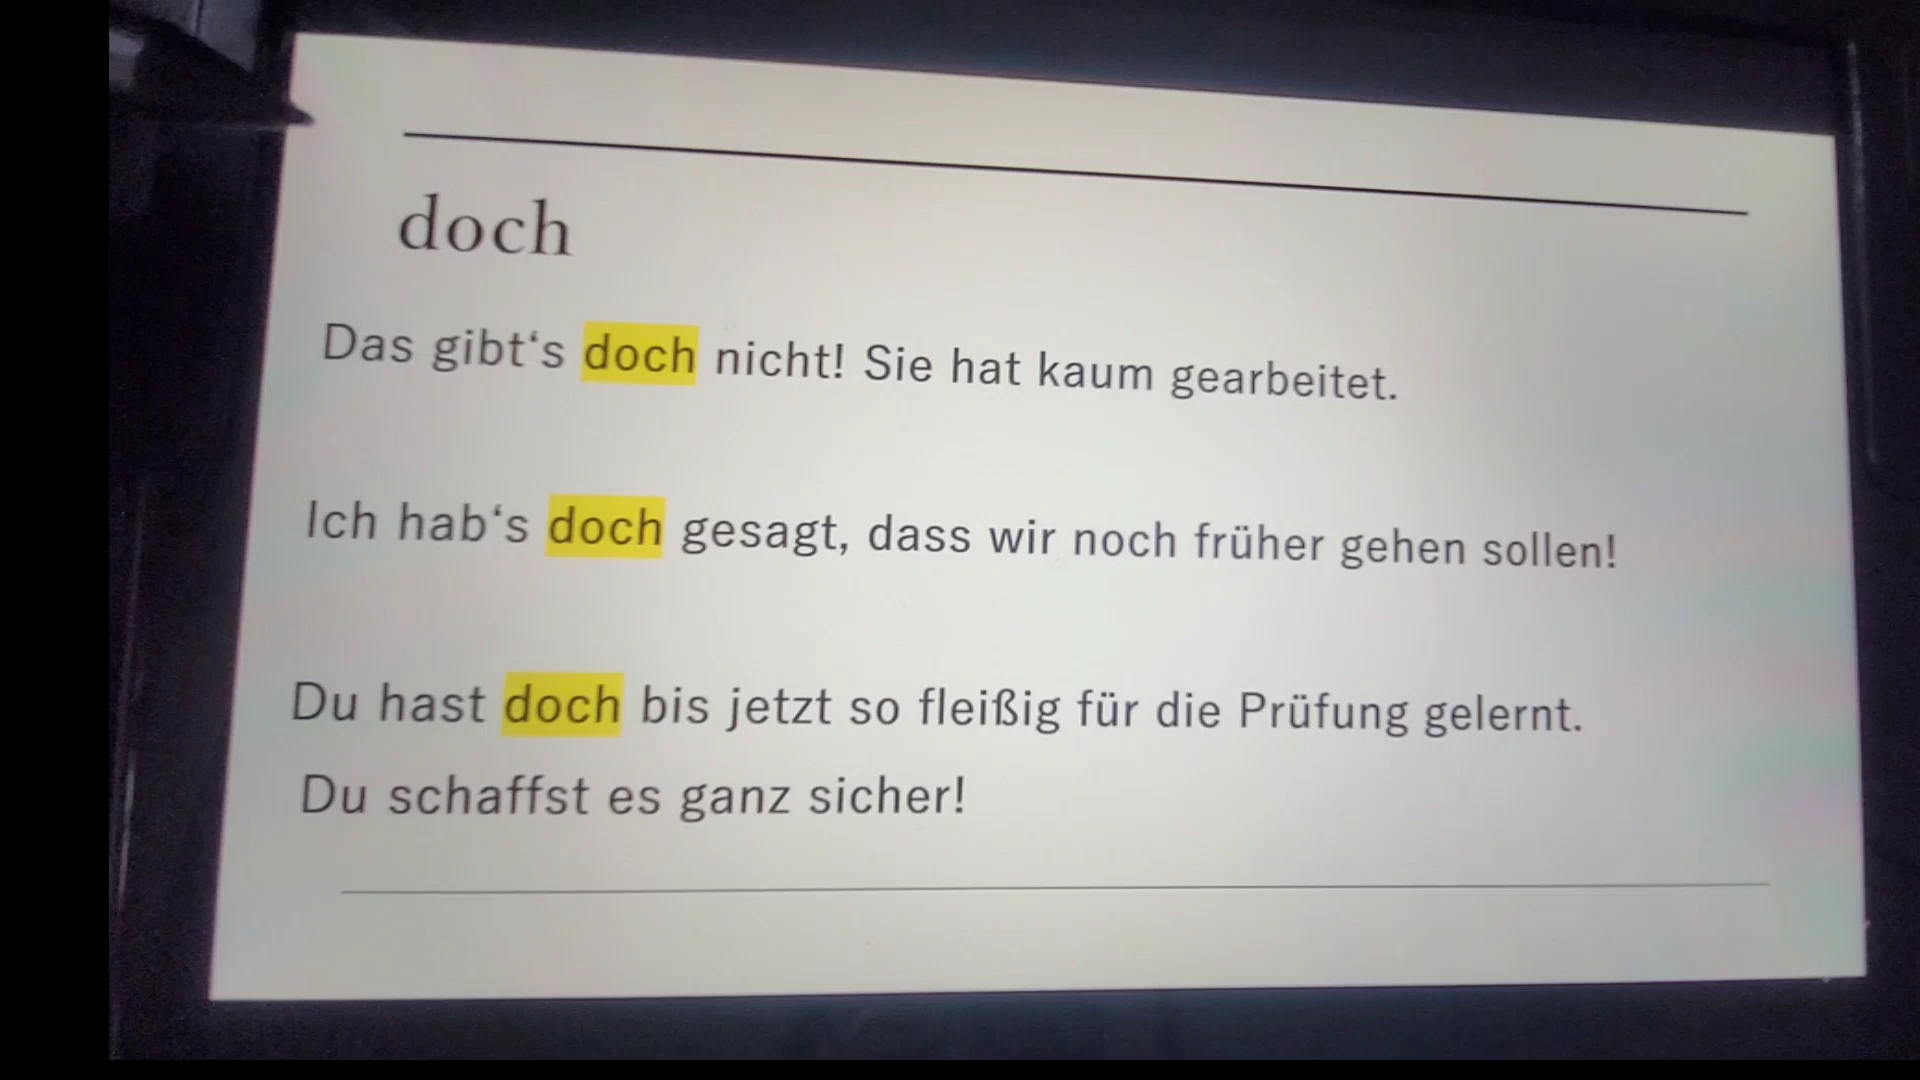 doch
Das gibt‘s doch nicht! Sie hat kaum gearbeitet.
Ich hab‘s doch gesagt, dass wir noch früher gehen sollen!
Du hast doch bis jetzt so fleißig für die Prüfung gelernt.
Du schaffst es ganz sicher!